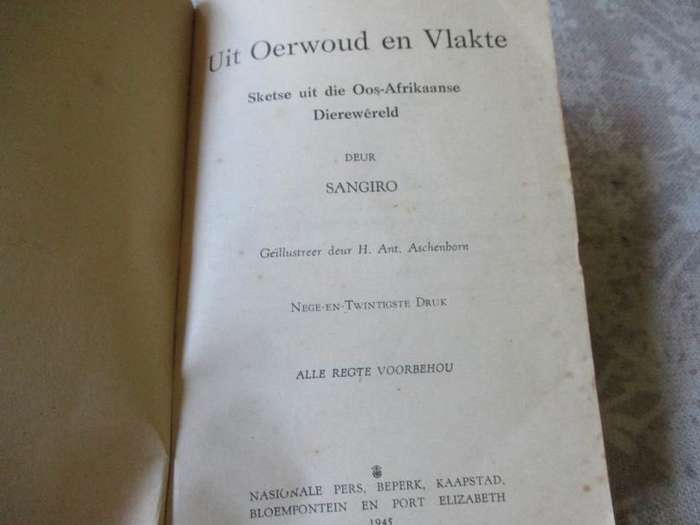 Uit Oerwoud en Vlakte
Sketse uit die Oos-Afrikaanse
Dierewêreld
DEUR
SANGIRO
Geïllustreer deur H. Ant. Aschenborn
NEGE-EN-TWINTIGSTE DRUK
ALLE REGTE VOORBEHOU
NASIONALE PERS, BEPERK, KAAPSTAD,
BLOEMFONTEIN EN PORT ELIZABETH
1945